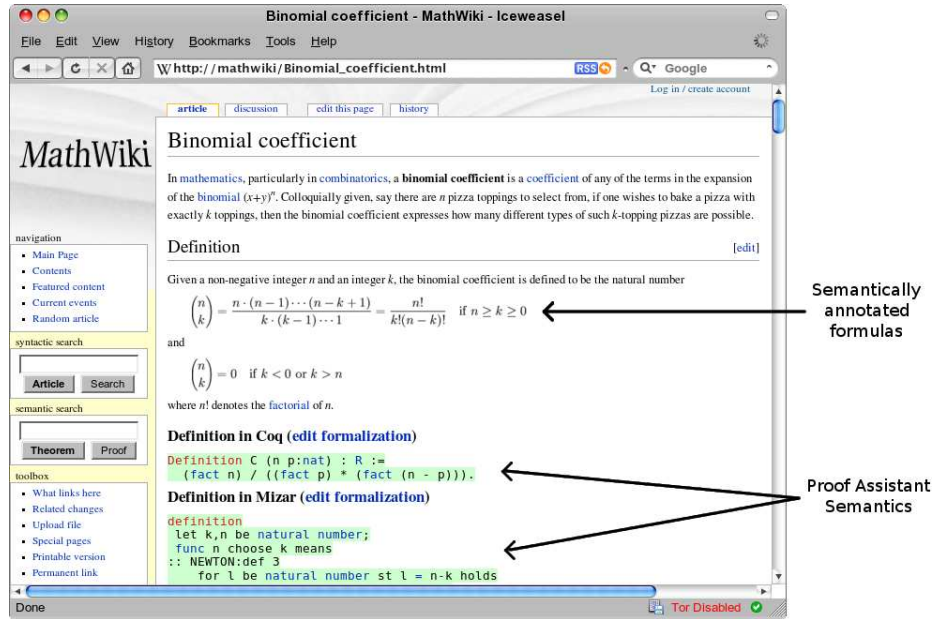 Binomial coefficient - MathWiki - Iceweasel
File Edit View History Bookmarks Tools Help
W http://mathwiki/Binomial_coefficient.html RSS Google
Log in / create account
article discussion edit this page history
MathWiki
navigation
Main Page
Contents
Featured content
Current events
Random article
syntactic search
Article Search
semantic search
Theorem Proof
toolbox
What links here
Related changes
Upload file
Special pages
Printable version
Permanent link
Binomial coefficient
In mathematics, particularly in combinatorics, a binomial coefficient is a coefficient of any of the terms in the expansion
of the binomial (x+y)^n. Colloquially given, say there are n pizza toppings to select from, if one wishes to bake a pizza with
exactly k toppings, then the binomial coefficient expresses how many different types of such k-topping pizzas are possible.
Definition [edit]
Given a non-negative integer n and an integer k, the binomial coefficient is defined to be the natural number
(n k) = n · (n − 1) ··· (n − k + 1) / k · (k − 1) ··· 1 = n! / k!(n − k)! if n ≥ k ≥ 0
and
(n k) = 0 if k < 0 or k > n
where n! denotes the factorial of n.
Definition in Coq (edit formalization)
Definition C (n p:nat) : R :=
(fact n) / ((fact p) * (fact (n - p))).
Definition in Mizar (edit formalization)
definition
let k,n be natural number;
func n choose k means
:: NEWTON:def 3
for l be natural number st l = n-k holds
Done Tor Disabled
Semantically
annotated
formulas
Proof Assistant
Semantics